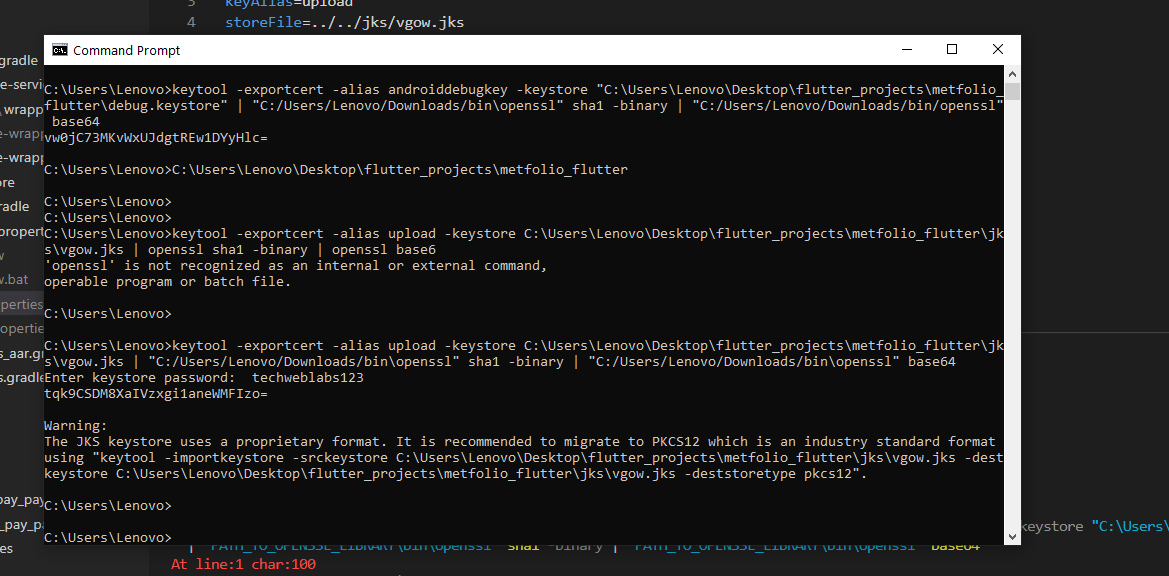 3 keyAlias=upload
4 storeFile=../../jks/vgow.jks
Command Prompt
C:\Users\Lenovo>keytool -exportcert -alias androiddebugkey -keystore "C:\Users\Lenovo\Desktop\flutter_projects\metfolio_
flutter\debug.keystore" | "C:/Users/Lenovo/Downloads/bin\openssl" sha1 -binary | "C:/Users/Lenovo/Downloads/bin/openssl"
 base64
vw0jC73MKvWxUJdgtREw1DYyHlc=
C:\Users\Lenovo>C:\Users\Lenovo\Desktop\flutter_projects\metfolio_flutter
C:\Users\Lenovo>
C:\Users\Lenovo>
C:\Users\Lenovo>keytool -exportcert -alias upload -keystore C:\Users\Lenovo\Desktop\flutter_projects\metfolio_flutter\jk
s\vgow.jks | openssl sha1 -binary | openssl base6
'openssl' is not recognized as an internal or external command,
operable program or batch file.
C:\Users\Lenovo>
C:\Users\Lenovo>keytool -exportcert -alias upload -keystore C:\Users\Lenovo\Desktop\flutter_projects\metfolio_flutter\jk
s\vgow.jks | "C:/Users/Lenovo/Downloads/bin\openssl" sha1 -binary | "C:/Users/Lenovo/Downloads/bin\openssl" base64
Enter keystore password:  techweblabs123
tqk9CSDM8XaIVzxgi1aneWMFIzo=
Warning:
The JKS keystore uses a proprietary format. It is recommended to migrate to PKCS12 which is an industry standard format
using "keytool -importkeystore -srckeystore C:\Users\Lenovo\Desktop\flutter_projects\metfolio_flutter\jks\vgow.jks -dest
keystore C:\Users\Lenovo\Desktop\flutter_projects\metfolio_flutter\jks\vgow.jks -deststoretype pkcs12".
C:\Users\Lenovo>
C:\Users\Lenovo>
gradle
e-servi
wrapp
e-wrapp
e-wrapp
ore
radle
propert
w
w.bat
perties
opertie
s_aar.gr
s.gradle
pay_pay
_pay_pa
es
keystore "C:\Users\
| "PATH_TO_OPENSSL_LIBRARY\bin\openssl" sha1 -binary | "PATH_TO_OPENSSL_LIBRARY\bin\openssl" base64
At line:1 char:100